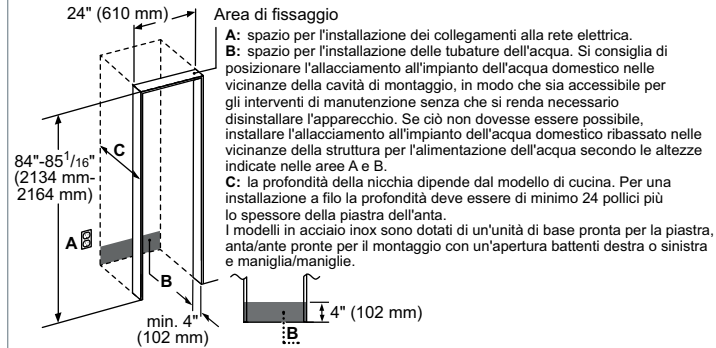 24" (610 mm)
Area di fissaggio
A: spazio per l'installazione dei collegamenti alla rete elettrica.
B: spazio per l'installazione delle tubature dell'acqua. Si consiglia di
posizionare l'allacciamento all'impianto dell'acqua domestico nelle
vicinanze della cavità di montaggio, in modo che sia accessibile per
gli interventi di manutenzione senza che si renda necessario
disinstallare l'apparecchio. Se ciò non dovesse essere possibile,
installare l'allacciamento all'impianto dell'acqua domestico ribassato nelle
vicinanze della struttura per l'alimentazione dell'acqua secondo le altezze
indicate nelle aree A e B.
C: la profondità della nicchia dipende dal modello di cucina. Per una
installazione a filo la profondità deve essere di minimo 24 pollici più
lo spessore della piastra dell'anta.
I modelli in acciaio inox sono dotati di un'unità di base pronta per la piastra,
anta/ante pronte per il montaggio con un'apertura battenti destra o sinistra
e maniglia/maniglie.
C
84"-85 1/16"
(2134 mm-
2164 mm)
A
B
min. 4"
(102 mm)
4" (102 mm)
B